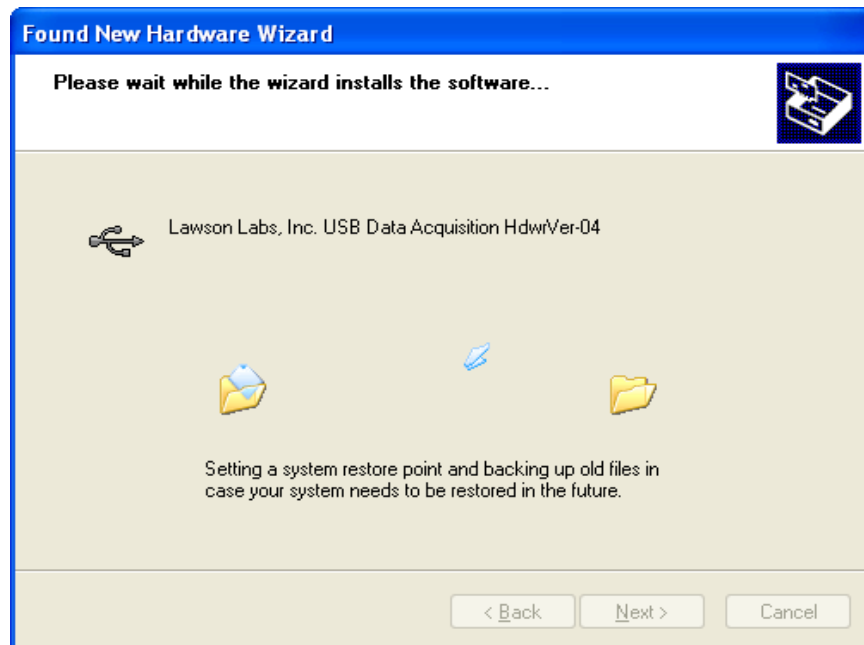 Found New Hardware Wizard
Please wait while the wizard installs the software...
Lawson Labs, Inc. USB Data Acquisition HdwrVer-04
Setting a system restore point and backing up old files in
case your system needs to be restored in the future.
< Back Next > Cancel